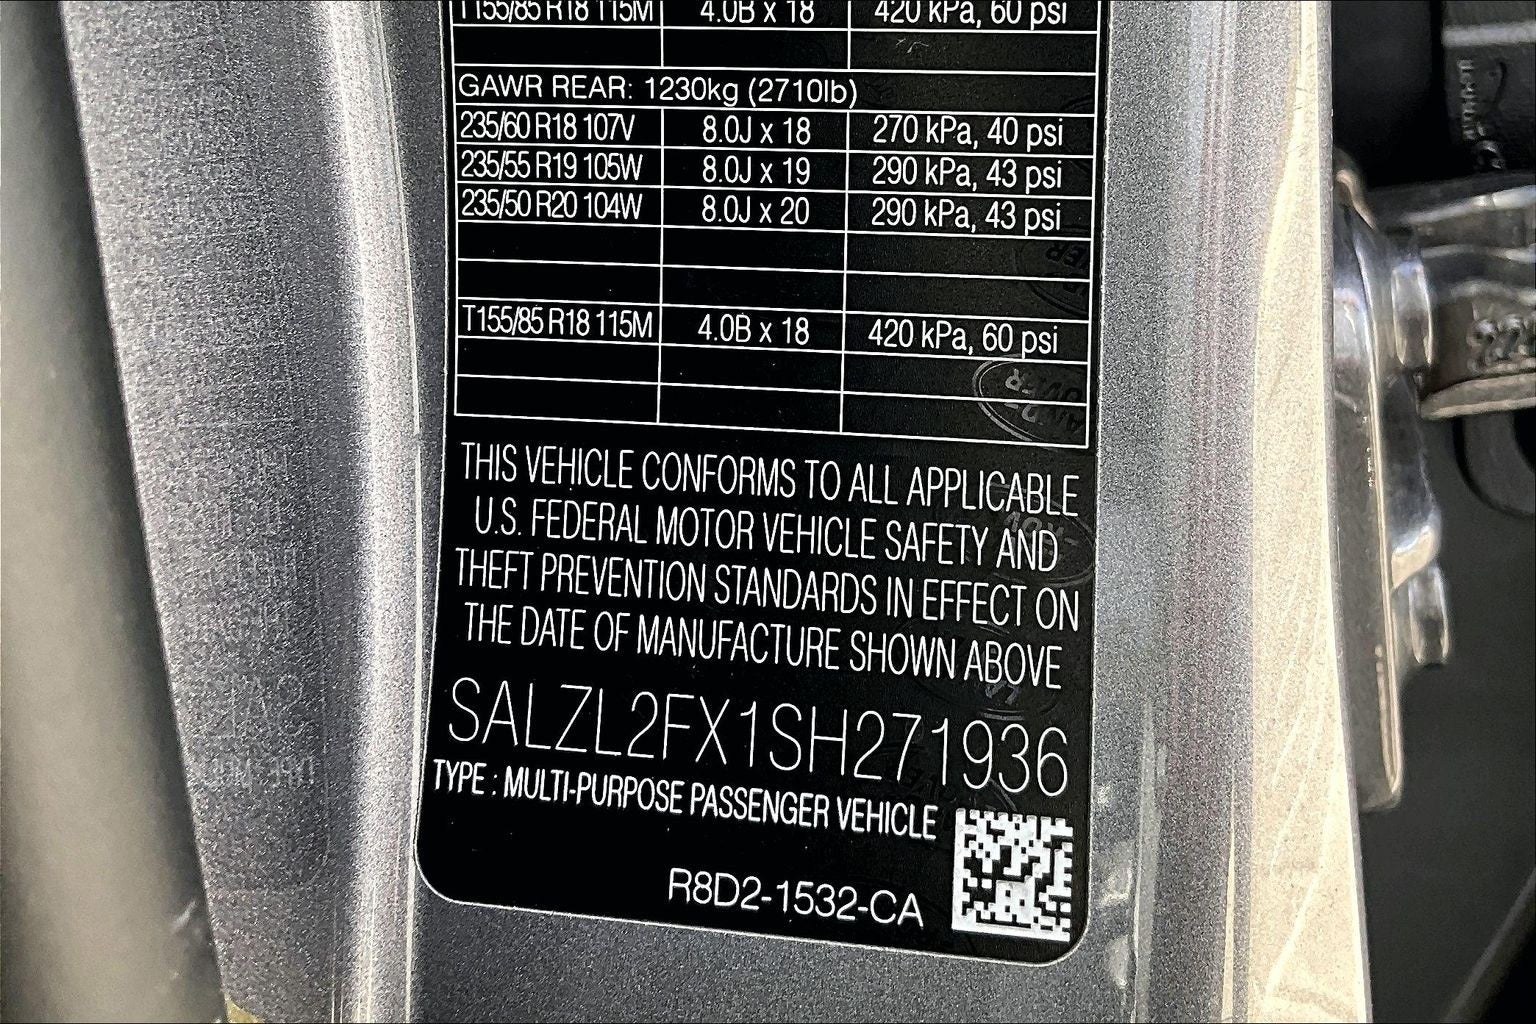 T155/85 R18 115M 4.0B x 18 420 kPa, 60 psi
GAWR REAR: 1230kg (2710lb)
235/60 R18 107V 8.0J x 18 270 kPa, 40 psi
235/55 R19 105W 8.0J x 19 290 kPa, 43 psi
235/50 R20 104W 8.0J x 20 290 kPa, 43 psi
T155/85 R18 115M 4.0B x 18 420 kPa, 60 psi
THIS VEHICLE CONFORMS TO ALL APPLICABLE
U.S. FEDERAL MOTOR VEHICLE SAFETY AND
THEFT PREVENTION STANDARDS IN EFFECT ON
THE DATE OF MANUFACTURE SHOWN ABOVE
SALZL2FX1SH271936
TYPE : MULTI-PURPOSE PASSENGER VEHICLE
R8D2-1532-CA